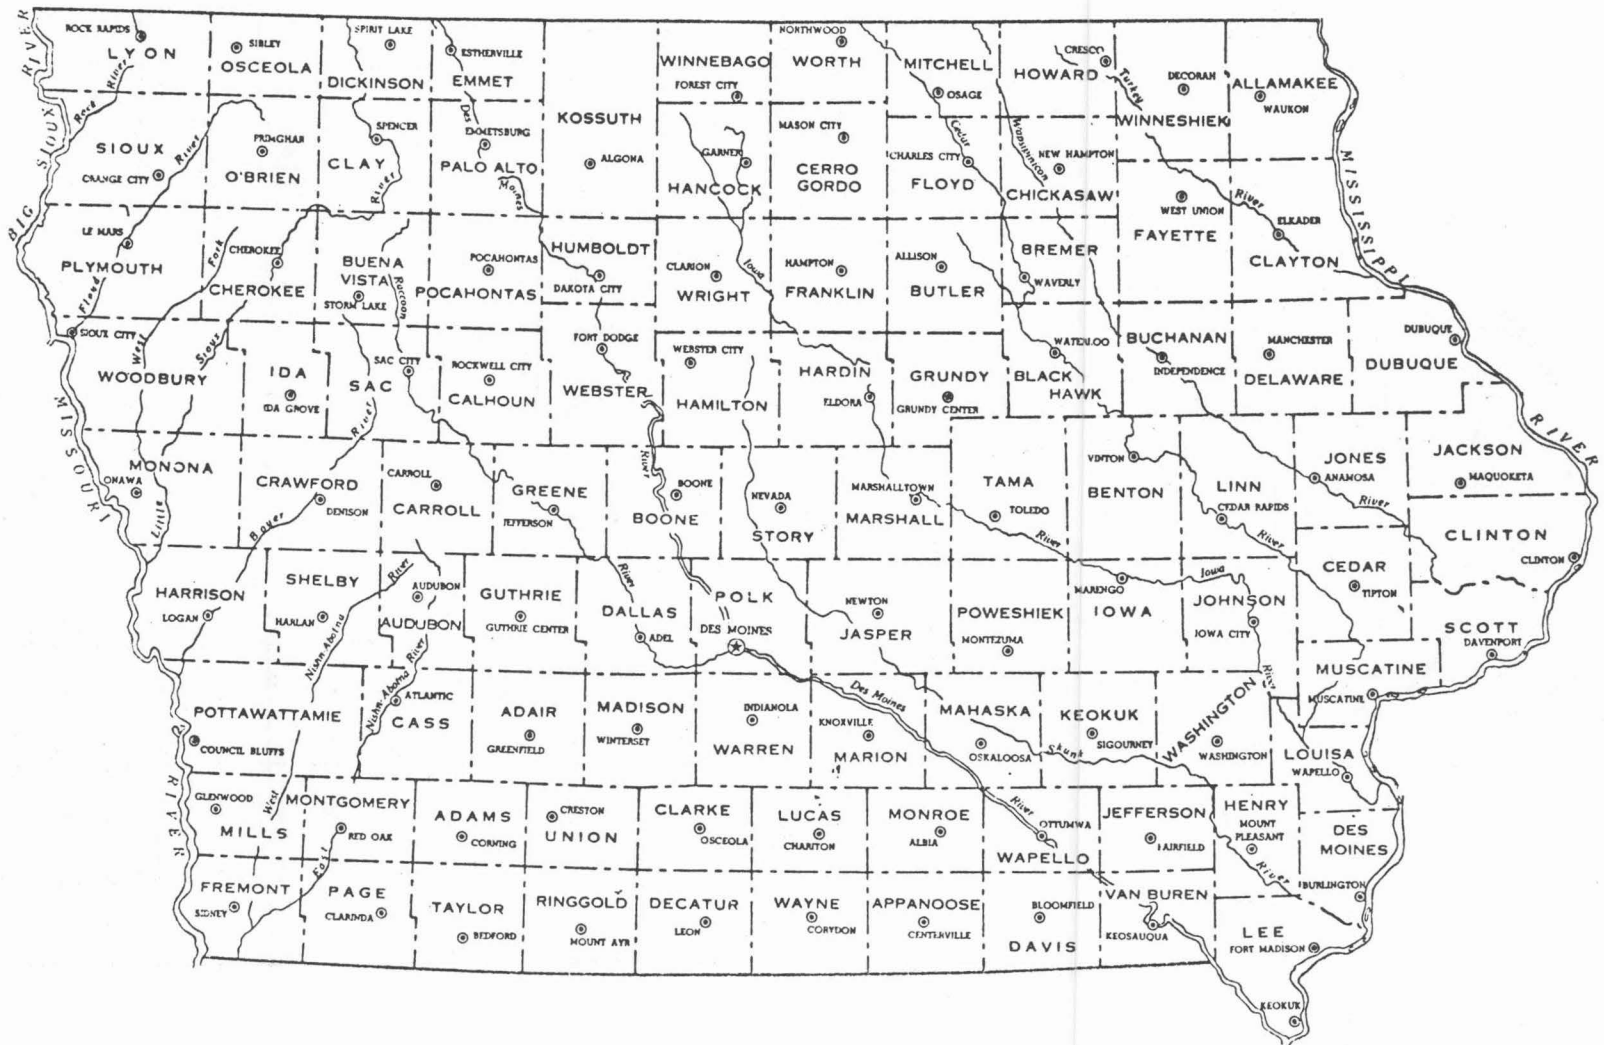 ROCK RAPIDS
LYON
SIBLEY
OSCEOLA
SPIRIT LAKE
DICKINSON
ESTHERVILLE
EMMET
WINNEBAGO
FOREST CITY
NORTHWOOD
WORTH
MITCHELL
OSAGE
CRESCO
HOWARD
DECORAH
WINNESHIEK
ALLAMAKEE
WAUKON
BIG SIOUX RIVER
Rock River
SIOUX
ORANGE CITY
PRIMGHAR
O'BRIEN
SPENCER
CLAY
River
EMMETSBURG
PALO ALTO
Des
Moines
KOSSUTH
ALGONA
GARNER
HANCOCK
MASON CITY
CERRO
GORDO
CHARLES CITY
FLOYD
Cedar
Wapsipinicon
NEW HAMPTON
CHICKASAW
Turkey
River
WEST UNION
FAYETTE
ELKADER
CLAYTON
MISSISSIPPI
RIVER
LE MARS
PLYMOUTH
Floyd
River
CHEROKEE
CHEROKEE
BUENA
VISTA
STORM LAKE
Raccoon
POCAHONTAS
POCAHONTAS
HUMBOLDT
DAKOTA CITY
CLARION
WRIGHT
Iowa
HAMPTON
FRANKLIN
ALLISON
BUTLER
BREMER
WAVERLY
SIOUX CITY
WOODBURY
West
Fork
Little
Sioux
River
IDA
IDA GROVE
SAC CITY
SAC
ROCKWELL CITY
CALHOUN
FORT DODGE
WEBSTER
WEBSTER CITY
HAMILTON
HARDIN
ELDORA
GRUNDY
GRUNDY CENTER
WATERLOO
BLACK
HAWK
BUCHANAN
INDEPENDENCE
MANCHESTER
DELAWARE
DUBUQUE
DUBUQUE
MISSOURI
RIVER
MONONA
ONAWA
CRAWFORD
DENISON
Boyer
CARROLL
CARROLL
GREENE
JEFFERSON
River
BOONE
BOONE
NEVADA
STORY
MARSHALLTOWN
MARSHALL
TAMA
TOLEDO
VINTON
BENTON
LINN
CEDAR RAPIDS
JONES
ANAMOSA
River
JACKSON
MAQUOKETA
CLINTON
CLINTON
HARRISON
LOGAN
SHELBY
HARLAN
Nishn-Abotna
River
AUDUBON
AUDUBON
GUTHRIE
GUTHRIE CENTER
DALLAS
ADEL
River
POLK
DES MOINES
NEWTON
JASPER
POWESHIEK
MONTEZUMA
River
MARENGO
IOWA
Iowa
JOHNSON
IOWA CITY
River
River
CEDAR
TIPTON
SCOTT
DAVENPORT
MUSCATINE
MUSCATINE
POTTAWATTAMIE
COUNCIL BLUFFS
ATLANTIC
CASS
Nishn-Abotna
River
ADAIR
GREENFIELD
MADISON
WINTERSET
INDIANOLA
WARREN
Des Moines
KNOXVILLE
MARION
MAHASKA
OSKALOOSA
KEOKUK
SIGOURNEY
Skunk
WASHINGTON
WASHINGTON
LOUISA
WAPELLO
GLENWOOD
MILLS
West
MONTGOMERY
RED OAK
East
ADAMS
CORNING
CRESTON
UNION
CLARKE
OSCEOLA
LUCAS
CHARITON
MONROE
ALBIA
River
OTTUMWA
WAPELLO
JEFFERSON
FAIRFIELD
HENRY
MOUNT
PLEASANT
River
DES
MOINES
BURLINGTON
FREMONT
SIDNEY
PAGE
CLARINDA
TAYLOR
BEDFORD
RINGGOLD
MOUNT AYR
DECATUR
LEON
WAYNE
CORYDON
APPANOOSE
CENTERVILLE
BLOOMFIELD
DAVIS
VAN BUREN
KEOSAUQUA
LEE
FORT MADISON
KEOKUK